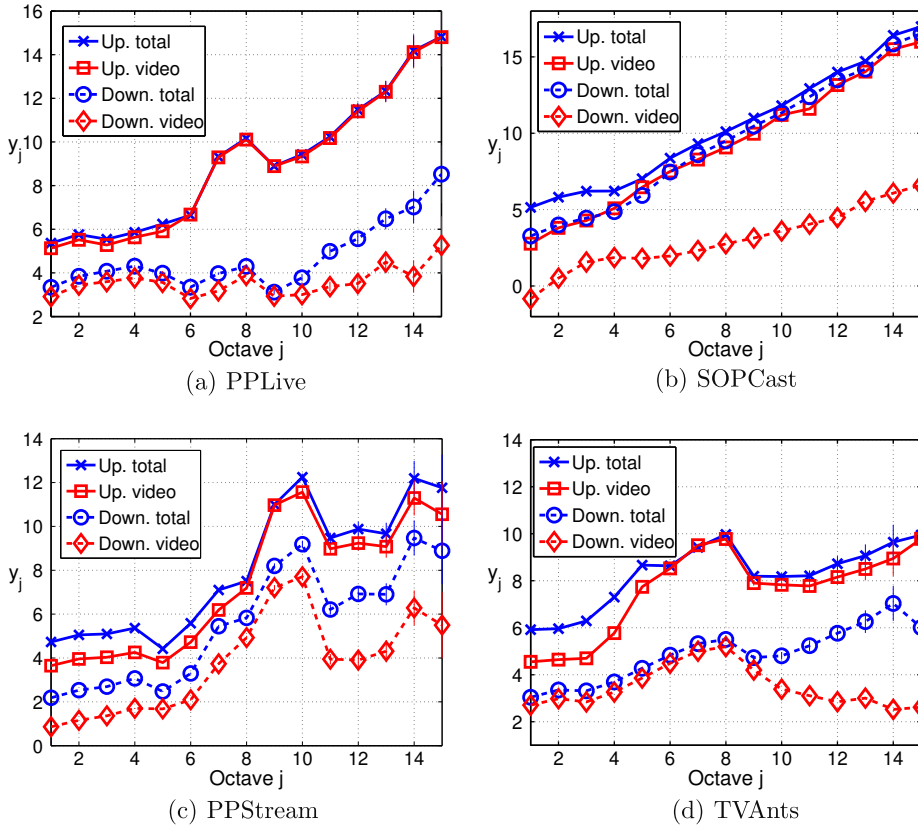 16
14
12
10
8
6
4
2
y_j
Up. total
Up. video
Down. total
Down. video
2 4 6 8 10 12 14
Octave j
(a) PPLive
15
10
5
0
y_j
Up. total
Up. video
Down. total
Down. video
2 4 6 8 10 12 14
Octave j
(b) SOPCast
14
12
10
8
6
4
2
0
y_j
Up. total
Up. video
Down. total
Down. video
2 4 6 8 10 12 14
Octave j
(c) PPStream
14
12
10
8
6
4
2
y_j
Up. total
Up. video
Down. total
Down. video
2 4 6 8 10 12 14
Octave j
(d) TVAnts